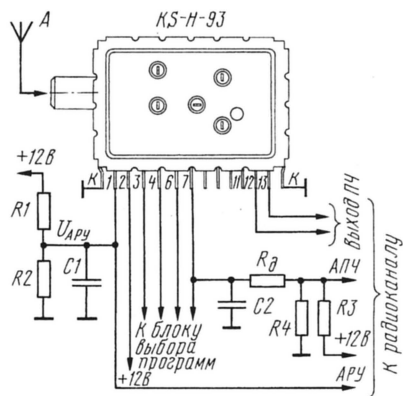 A
KS-H-93
К 1 2 3 4 6 7 11 12 13 К
+12В
R1
UАРУ
R2
C1
ВЫХОД ПЧ
Rд
АПЧ
C2
R4
R3
+12В
К блоку
выбора
программ
+12В
АРУ
К радиоканалу